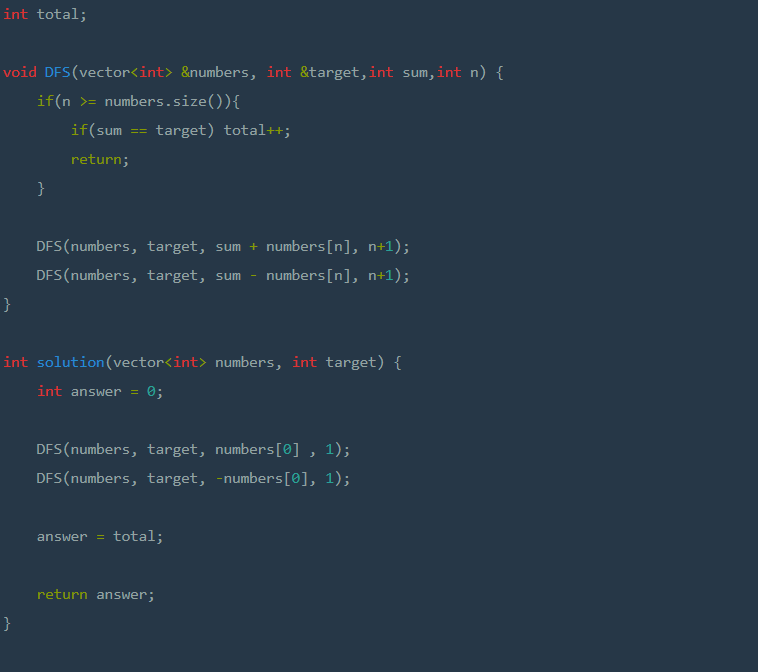 int total;
void DFS(vector<int> &numbers, int &target,int sum,int n) {
    if(n >= numbers.size()){
        if(sum == target) total++;
        return;
    }
    DFS(numbers, target, sum + numbers[n], n+1);
    DFS(numbers, target, sum - numbers[n], n+1);
}
int solution(vector<int> numbers, int target) {
    int answer = 0;
    DFS(numbers, target, numbers[0] , 1);
    DFS(numbers, target, -numbers[0], 1);
    answer = total;
    return answer;
}